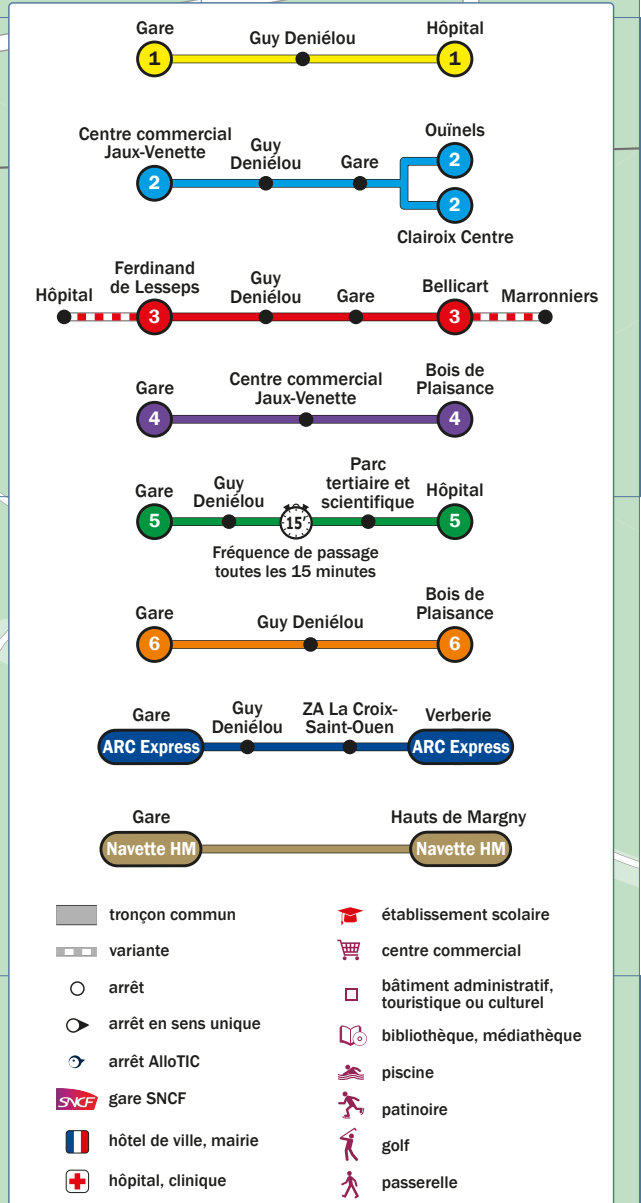 Gare
Guy Deniélou
Hôpital
1
1
Centre commercial
Jaux-Venette
Guy
Deniélou
Gare
Ouïnels
2
2
2
Clairoix Centre
Hôpital
Ferdinand
de Lesseps
Guy
Deniélou
Gare
Bellicart
Marronniers
3
3
Gare
Centre commercial
Jaux-Venette
Bois de
Plaisance
4
4
Gare
Guy
Deniélou
Parc
tertiaire et
scientifique
Hôpital
5
15'
5
Fréquence de passage
toutes les 15 minutes
Gare
Guy Deniélou
Bois de
Plaisance
6
6
Gare
Guy
Deniélou
ZA La Croix-
Saint-Ouen
Verberie
ARC Express
ARC Express
Gare
Hauts de Margny
Navette HM
Navette HM
tronçon commun
variante
arrêt
arrêt en sens unique
arrêt AlloTIC
SNCF
gare SNCF
hôtel de ville, mairie
hôpital, clinique
établissement scolaire
centre commercial
bâtiment administratif,
touristique ou culturel
bibliothèque, médiathèque
piscine
patinoire
golf
passerelle